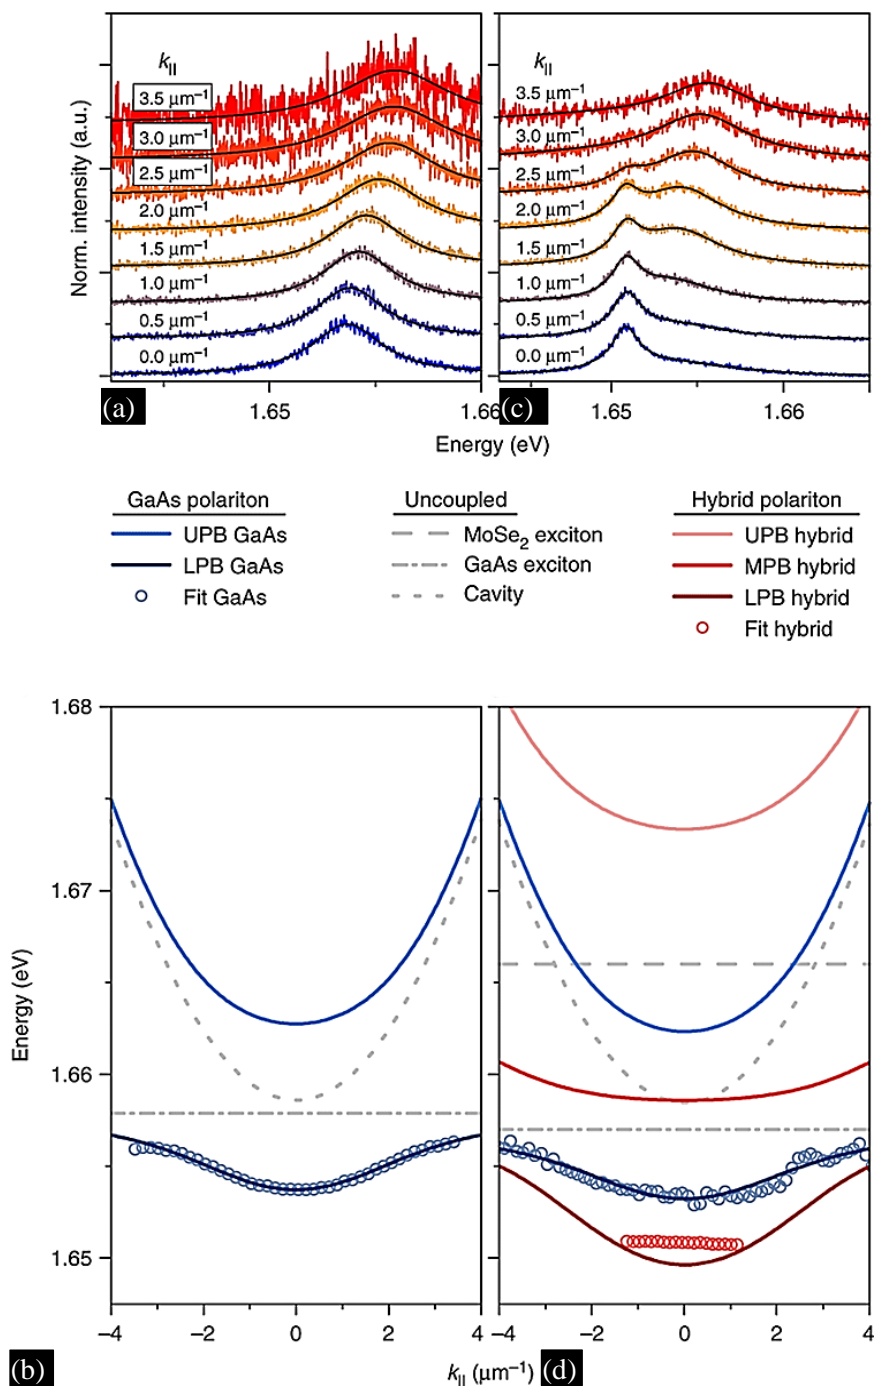 k||
3.5 µm⁻¹
3.0 µm⁻¹
2.5 µm⁻¹
2.0 µm⁻¹
1.5 µm⁻¹
1.0 µm⁻¹
0.5 µm⁻¹
0.0 µm⁻¹
Norm. intensity (a.u.)
(a)
1.65
1.66
k||
3.5 µm⁻¹
3.0 µm⁻¹
2.5 µm⁻¹
2.0 µm⁻¹
1.5 µm⁻¹
1.0 µm⁻¹
0.5 µm⁻¹
0.0 µm⁻¹
(c)
1.65
1.66
Energy (eV)
GaAs polariton
UPB GaAs
LPB GaAs
Fit GaAs
Uncoupled
MoSe₂ exciton
GaAs exciton
Cavity
Hybrid polariton
UPB hybrid
MPB hybrid
LPB hybrid
Fit hybrid
1.68
1.67
1.66
1.65
Energy (eV)
−4
−2
0
2
4
−4
−2
0
2
4
(b)
k|| (µm⁻¹)
(d)